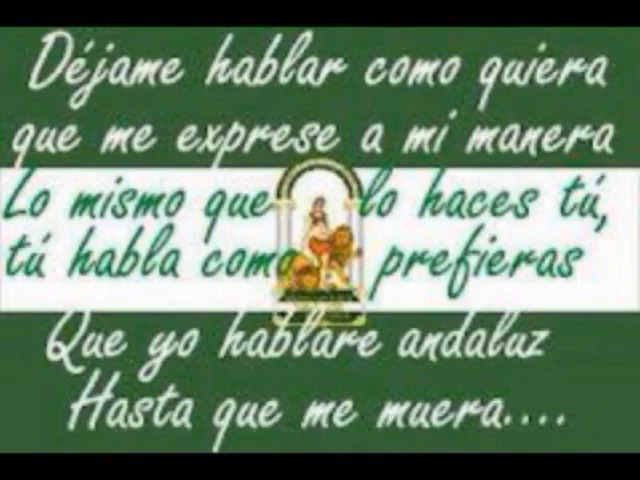 Déjame hablar como quiera
que me exprese a mi manera
Lo mismo que lo haces tú,
tú habla como prefieras
Que yo hablare andaluz
Hasta que me muera....